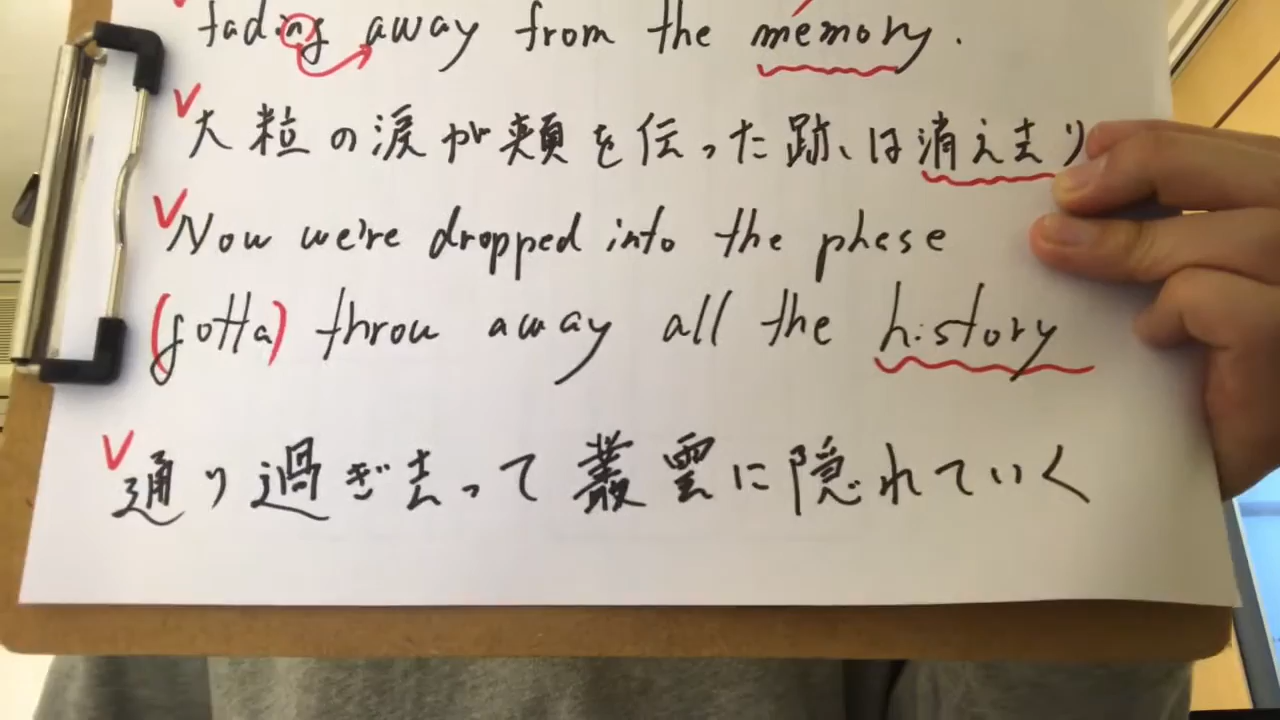 fading away from the memory.
大粒の涙が頬を伝った跡、は消え去り
Now we're dropped into the phese
(gotta) throw away all the history
通り過ぎ去って叢雲に隠れていく